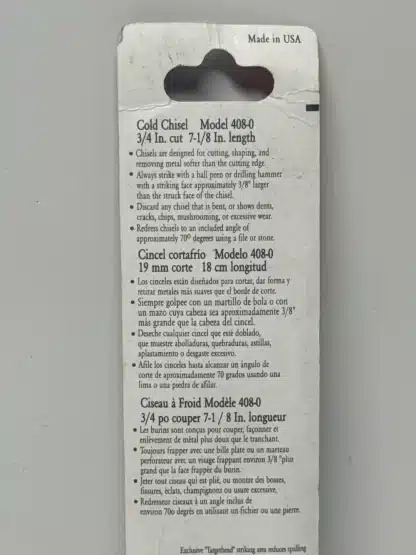 Made in USA
Cold Chisel Model 408-0
3/4 In. cut 7-1/8 In. length
• Chisels are designed for cutting, shaping, and
removing metal softer than the cutting edge.
• Always strike with a ball peen or drilling hammer
with a striking face approximately 3/8" larger
than the struck face of the chisel.
• Discard any chisel that is bent, or shows dents,
cracks, chips, mushrooming, or excessive wear.
• Redress chisels to an included angle of
approximately 70º degrees using a file or stone.
Cincel cortafrío Modelo 408-0
19 mm corte 18 cm longitud
• Los cinceles están diseñados para cortar, dar forma y
retirar metales más suaves que el borde de corte.
• Siempre golpee con un martillo de bola o con
un mazo cuya cabeza sea aproximadamente 3/8"
más grande que la cabeza del cincel.
• Deseche cualquier cincel que esté doblado,
que muestre abolladuras, quebraduras, astillas,
aplastamiento o desgaste excesivo.
• Afile los cinceles hasta alcanzar un ángulo de
corte de aproximadamente 70 grados usando una
lima o una piedra de afilar.
Ciseau à Froid Modèle 408-0
3/4 po couper 7-1 / 8 In. longueur
• Les burins sont conçus pour couper, façonner et
enlèvement de métal plus doux que le tranchant.
• Toujours frapper avec une bille plate ou un marteau
perforateur avec un visage frappant environ 3/8 "plus
grand que la face frappée du burin.
• Jeter tout ciseau qui est plié, ou montre des bosses,
fissures, éclats, champignons ou usure excessive.
• Redresseur ciseaux à un angle inclus de
environ 70o degrés en utilisant un fichier ou une pierre.
Exclusive "Targethead" striking area reduces spalling